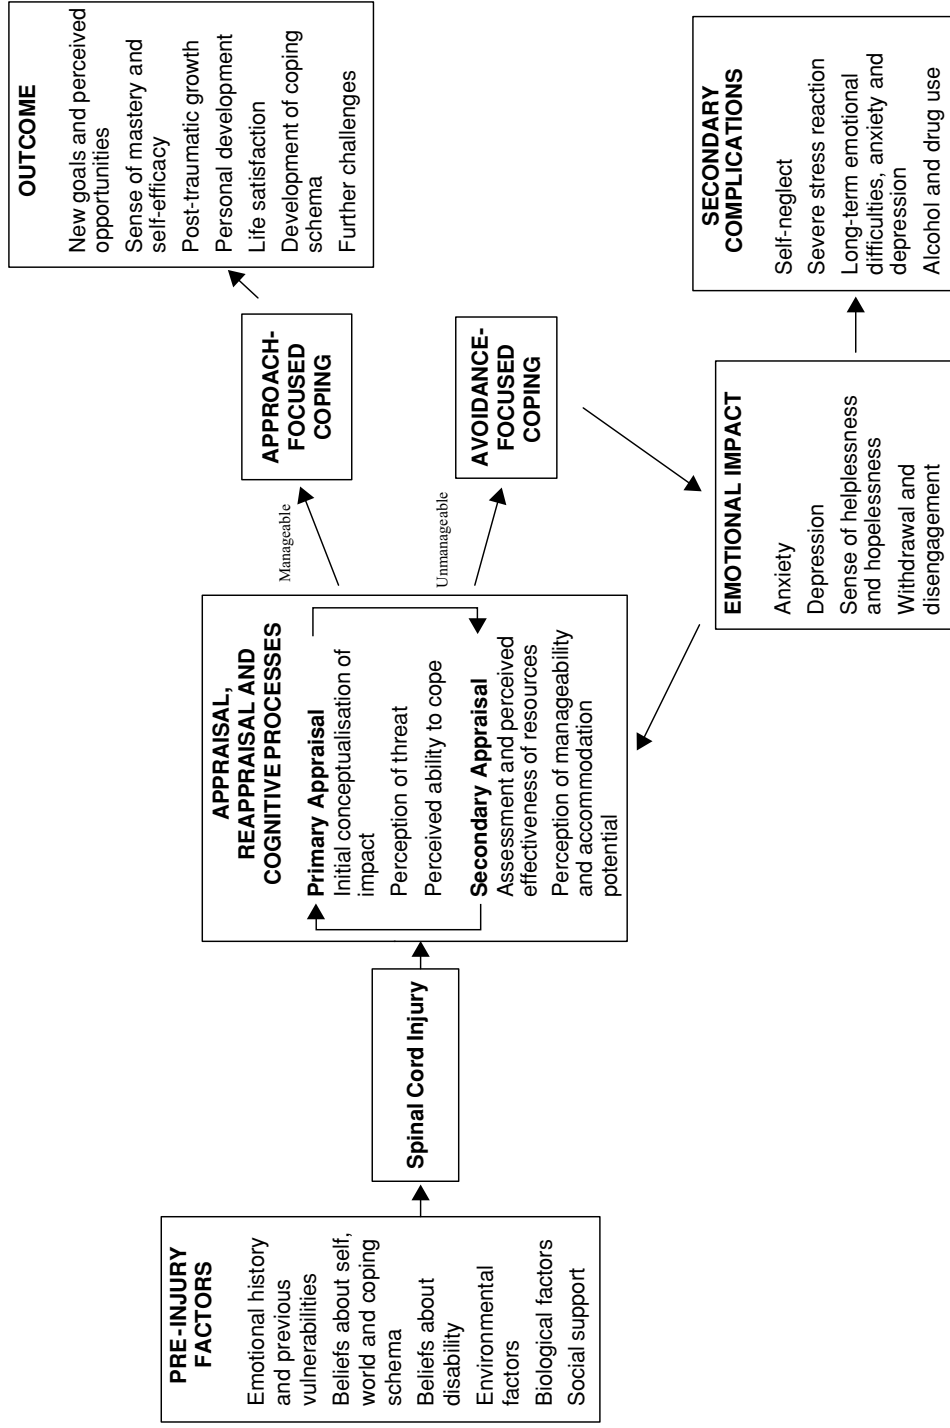 PRE-INJURY
FACTORS
Emotional history
and previous
vulnerabilities
Beliefs about self,
world and coping
schema
Beliefs about
disability
Environmental
factors
Biological factors
Social support
Spinal Cord Injury
APPRAISAL,
REAPPRAISAL AND
COGNITIVE PROCESSES
Primary Appraisal
Initial conceptualisation of
impact
Perception of threat
Perceived ability to cope
Secondary Appraisal
Assessment and perceived
effectiveness of resources
Perception of manageability
and accommodation
potential
Manageable
Unmanageable
APPROACH-
FOCUSED
COPING
AVOIDANCE-
FOCUSED
COPING
OUTCOME
New goals and perceived
opportunities
Sense of mastery and
self-efficacy
Post-traumatic growth
Personal development
Life satisfaction
Development of coping
schema
Further challenges
EMOTIONAL IMPACT
Anxiety
Depression
Sense of helplessness
and hopelessness
Withdrawal and
disengagement
SECONDARY
COMPLICATIONS
Self-neglect
Severe stress reaction
Long-term emotional
difficulties, anxiety and
depression
Alcohol and drug use